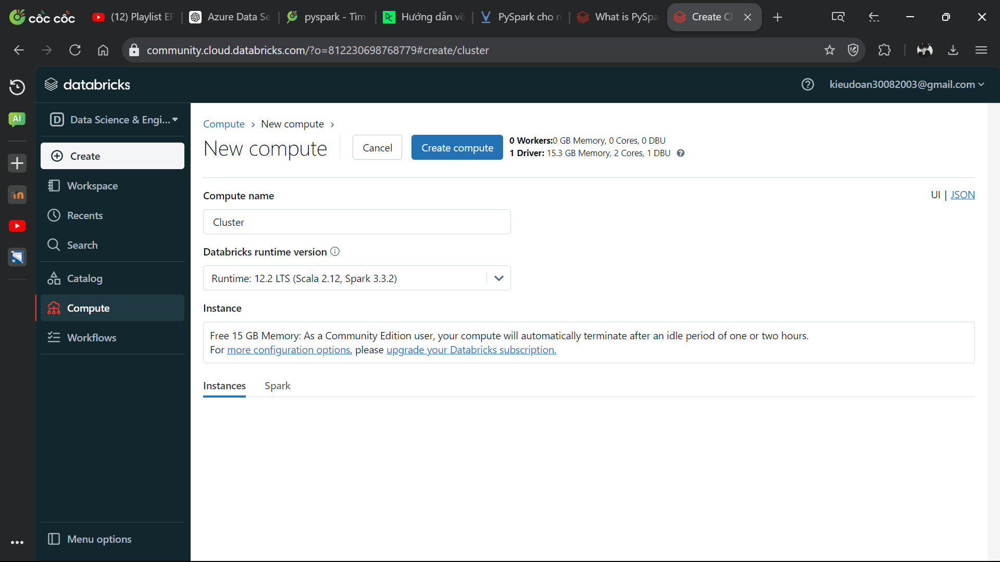 cốc cốc
(12) Playlist EP
Azure Data Se
pyspark - Tìm
Hướng dẫn về
PySpark cho n
What is PySpa
Create Cl
community.cloud.databricks.com/?o=812230698768779#create/cluster
databricks
kieudoan30082003@gmail.com
AI
D Data Science & Engi...
Create
Workspace
Recents
Search
Catalog
Compute
Workflows
Menu options
Compute › New compute ›
New compute
Cancel
Create compute
0 Workers:0 GB Memory, 0 Cores, 0 DBU
1 Driver: 15.3 GB Memory, 2 Cores, 1 DBU
UI | JSON
Compute name
Cluster
Databricks runtime version
Runtime: 12.2 LTS (Scala 2.12, Spark 3.3.2)
Instance
Free 15 GB Memory: As a Community Edition user, your compute will automatically terminate after an idle period of one or two hours.
For more configuration options, please upgrade your Databricks subscription.
Instances Spark